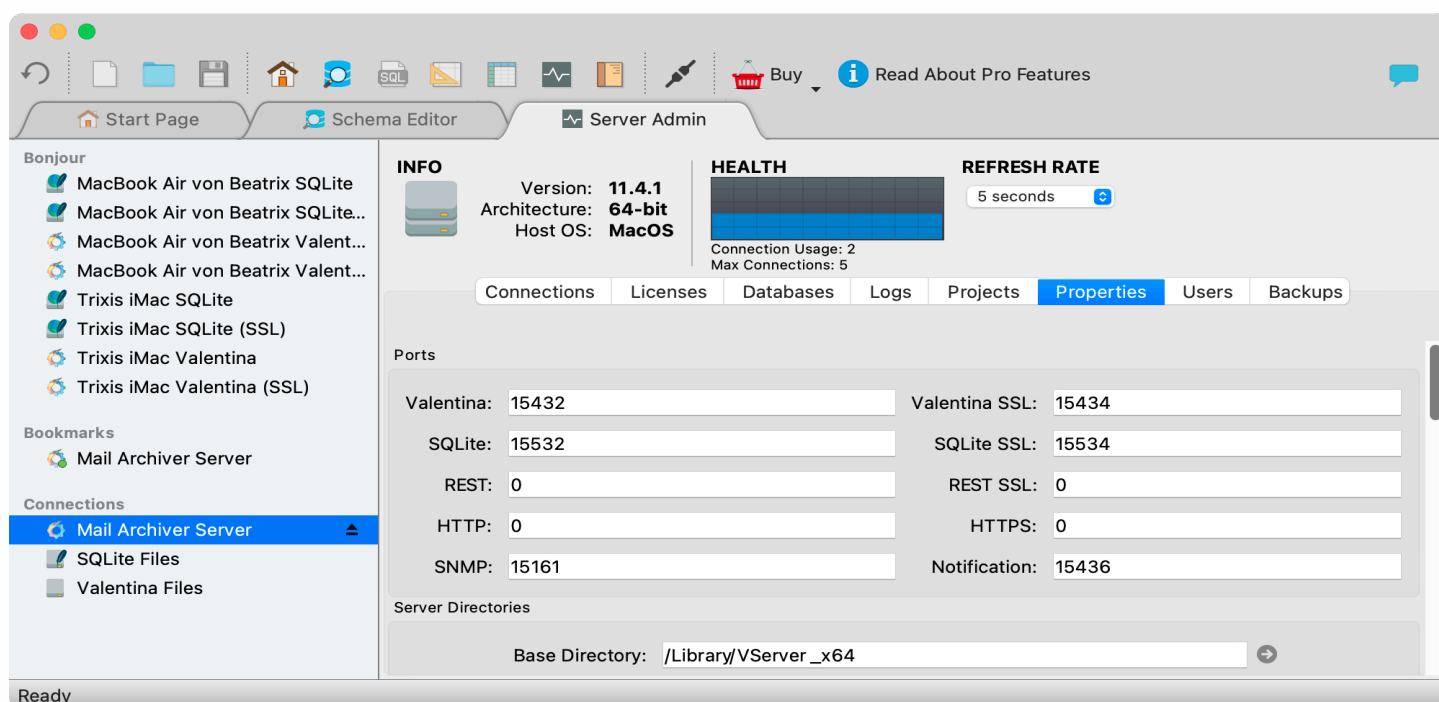 SQL
Buy
Read About Pro Features
Start Page
Schema Editor
Server Admin
Bonjour
MacBook Air von Beatrix SQLite
MacBook Air von Beatrix SQLite...
MacBook Air von Beatrix Valent...
MacBook Air von Beatrix Valent...
Trixis iMac SQLite
Trixis iMac SQLite (SSL)
Trixis iMac Valentina
Trixis iMac Valentina (SSL)
Bookmarks
Mail Archiver Server
Connections
Mail Archiver Server
SQLite Files
Valentina Files
INFO
Version: 11.4.1
Architecture: 64-bit
Host OS: MacOS
HEALTH
Connection Usage: 2
Max Connections: 5
REFRESH RATE
5 seconds
Connections Licenses Databases Logs Projects Properties Users Backups
Ports
Valentina: 15432 Valentina SSL: 15434
SQLite: 15532 SQLite SSL: 15534
REST: 0 REST SSL: 0
HTTP: 0 HTTPS: 0
SNMP: 15161 Notification: 15436
Server Directories
Base Directory: /Library/VServer_x64
Ready